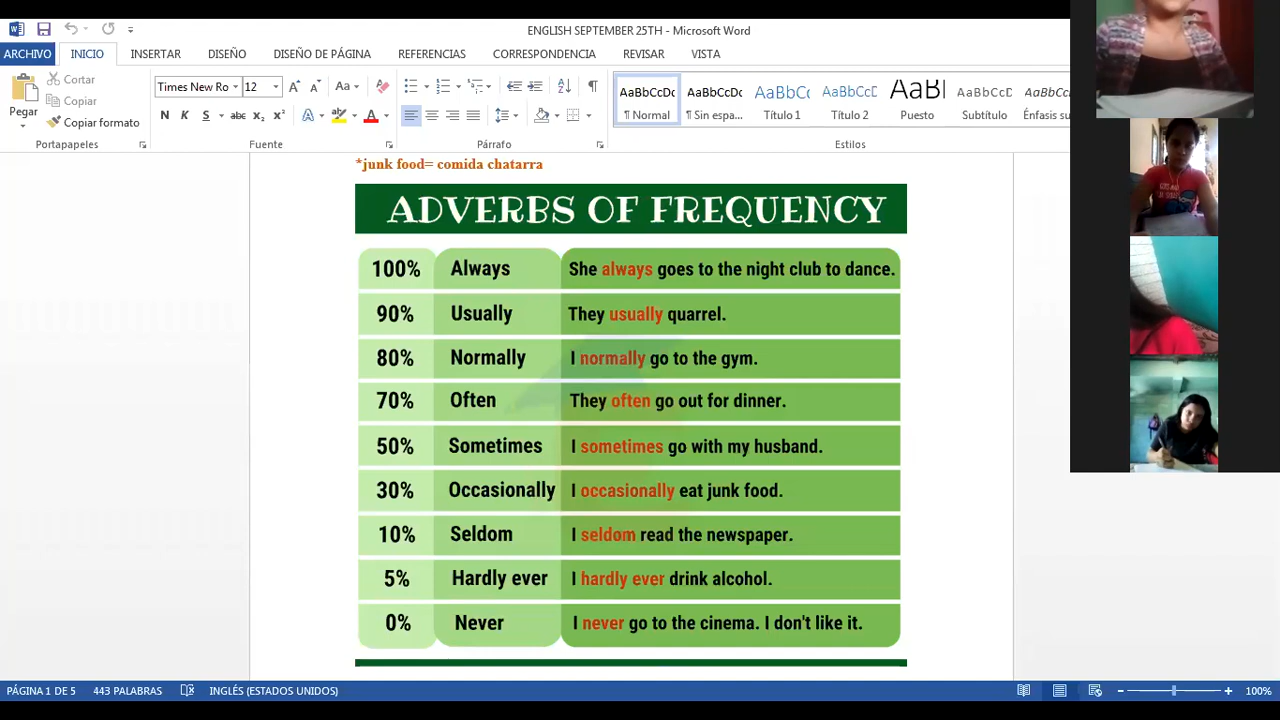 ENGLISH SEPTEMBER 25TH - Microsoft Word
ARCHIVO INICIO INSERTAR DISEÑO DISEÑO DE PÁGINA REFERENCIAS CORRESPONDENCIA REVISAR VISTA
Cortar
Copiar
Copiar formato
Pegar
Portapapeles
Times New Ro 12
Fuente
Párrafo
AaBbCcDc AaBbCcDc AaBbCc AaBbCcD AaBl AaBbCcD AaBbCcD
¶ Normal ¶ Sin espa... Título 1 Título 2 Puesto Subtítulo Énfasis su
Estilos
*junk food= comida chatarra
ADVERBS OF FREQUENCY
100% Always She always goes to the night club to dance.
90% Usually They usually quarrel.
80% Normally I normally go to the gym.
70% Often They often go out for dinner.
50% Sometimes I sometimes go with my husband.
30% Occasionally I occasionally eat junk food.
10% Seldom I seldom read the newspaper.
5% Hardly ever I hardly ever drink alcohol.
0% Never I never go to the cinema. I don't like it.
PÁGINA 1 DE 5 443 PALABRAS INGLÉS (ESTADOS UNIDOS) 100%